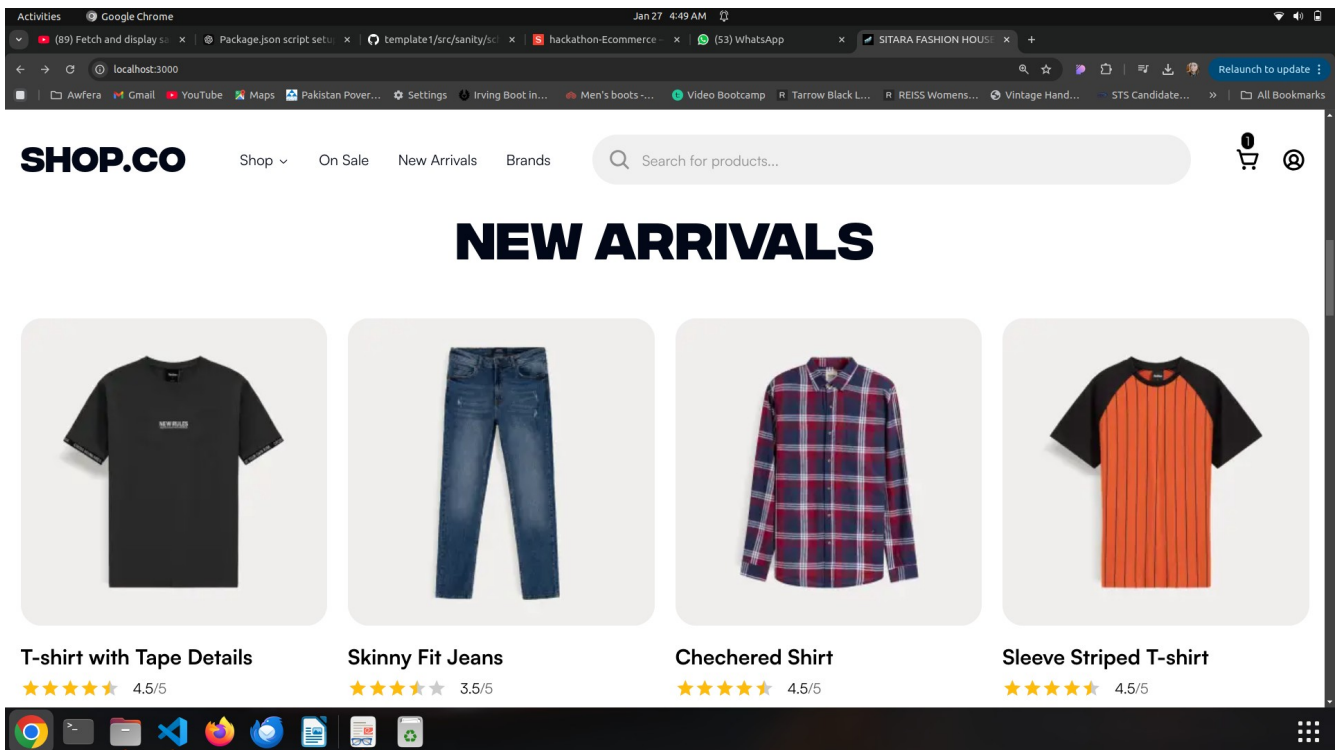 Activities Google Chrome Jan 27 4:49 AM
(89) Fetch and display sa Package.json script setu template1/src/sanity/scl hackathon-Ecommerce- (53) WhatsApp SITARA FASHION HOUSE
localhost:3000 Relaunch to update
Awfera Gmail YouTube Maps Pakistan Pover... Settings Irving Boot in... Men's boots -... Video Bootcamp Tarrow Black L... REISS Womens... Vintage Hand... STS Candidate... » All Bookmarks
SHOP.CO Shop On Sale New Arrivals Brands Search for products... 1
NEW ARRIVALS
NEW RULES
T-shirt with Tape Details Skinny Fit Jeans Chechered Shirt Sleeve Striped T-shirt
4.5/5 3.5/5 4.5/5 4.5/5